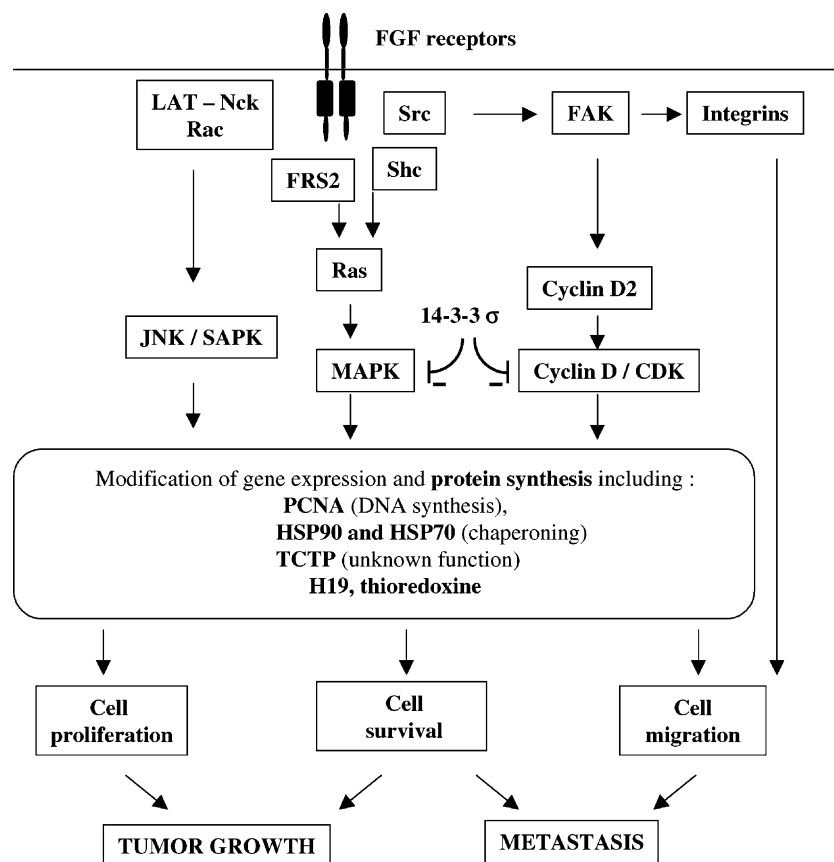 FGF receptors
LAT – Nck
Rac
Src
FAK
Integrins
FRS2
Shc
Ras
Cyclin D2
14-3-3 σ
JNK / SAPK
MAPK
Cyclin D / CDK
Modification of gene expression and protein synthesis including :
PCNA (DNA synthesis),
HSP90 and HSP70 (chaperoning)
TCTP (unknown function)
H19, thioredoxine
Cell
proliferation
Cell
survival
Cell
migration
TUMOR GROWTH
METASTASIS